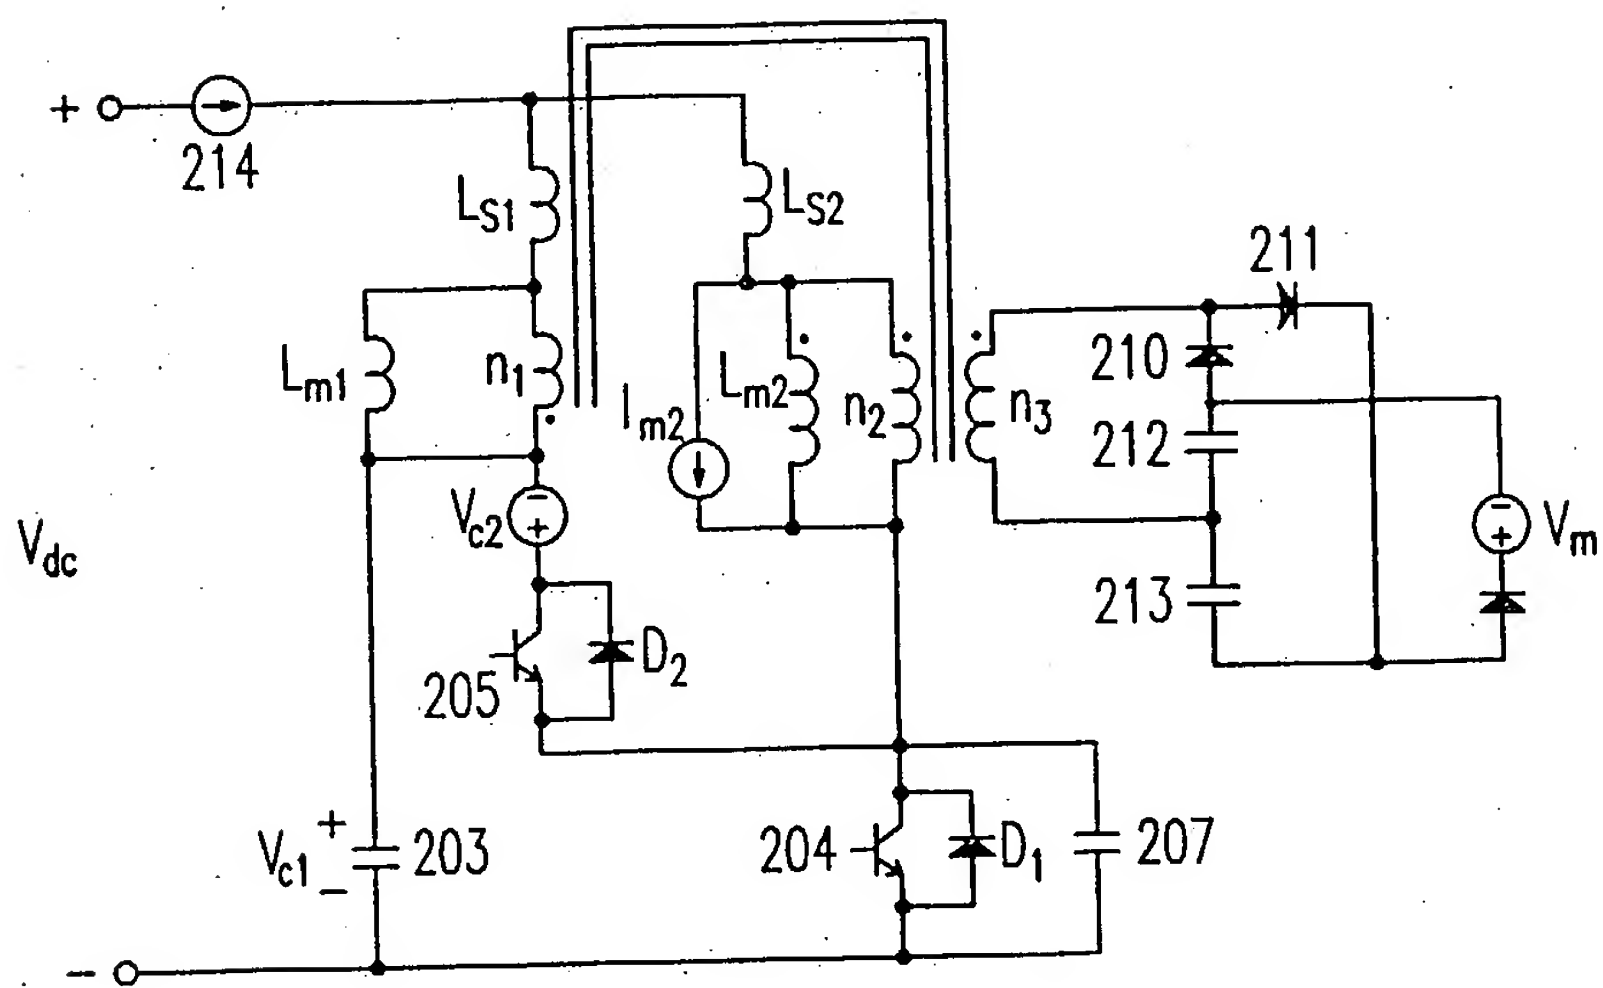 +
214
L_S1
L_S2
211
L_m1
n_1
I_m2
L_m2
n_2
n_3
210
212
V_c2
−
+
−
+
V_m
V_dc
213
205
D_2
V_c1
+
−
203
204
D_1
207
−